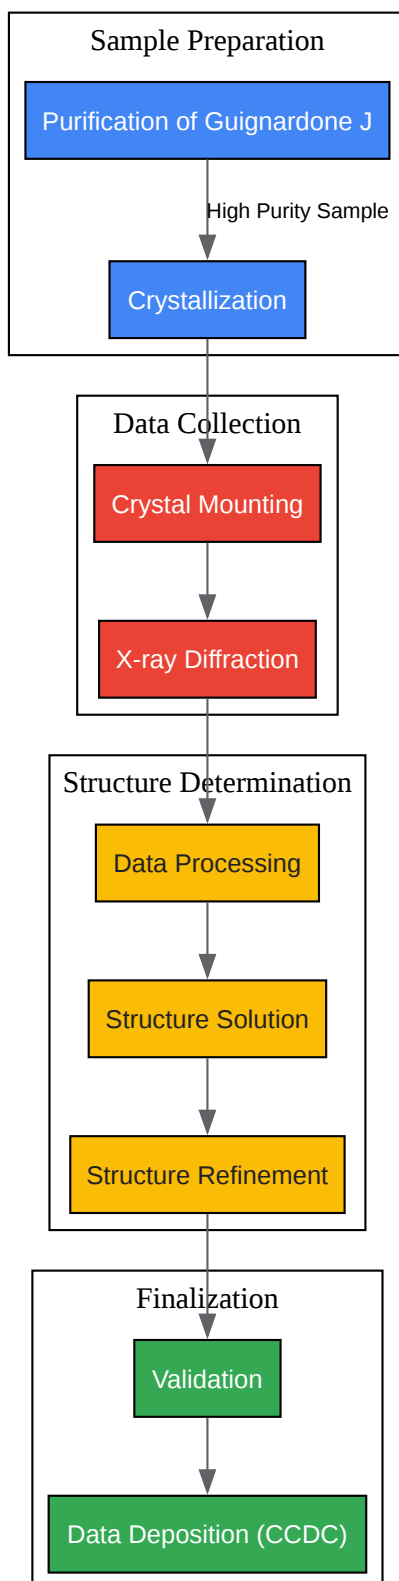 Sample Preparation
Purification of Guignardone J
High Purity Sample
Crystallization
Data Collection
Crystal Mounting
X-ray Diffraction
Structure Determination
Data Processing
Structure Solution
Structure Refinement
Finalization
Validation
Data Deposition (CCDC)